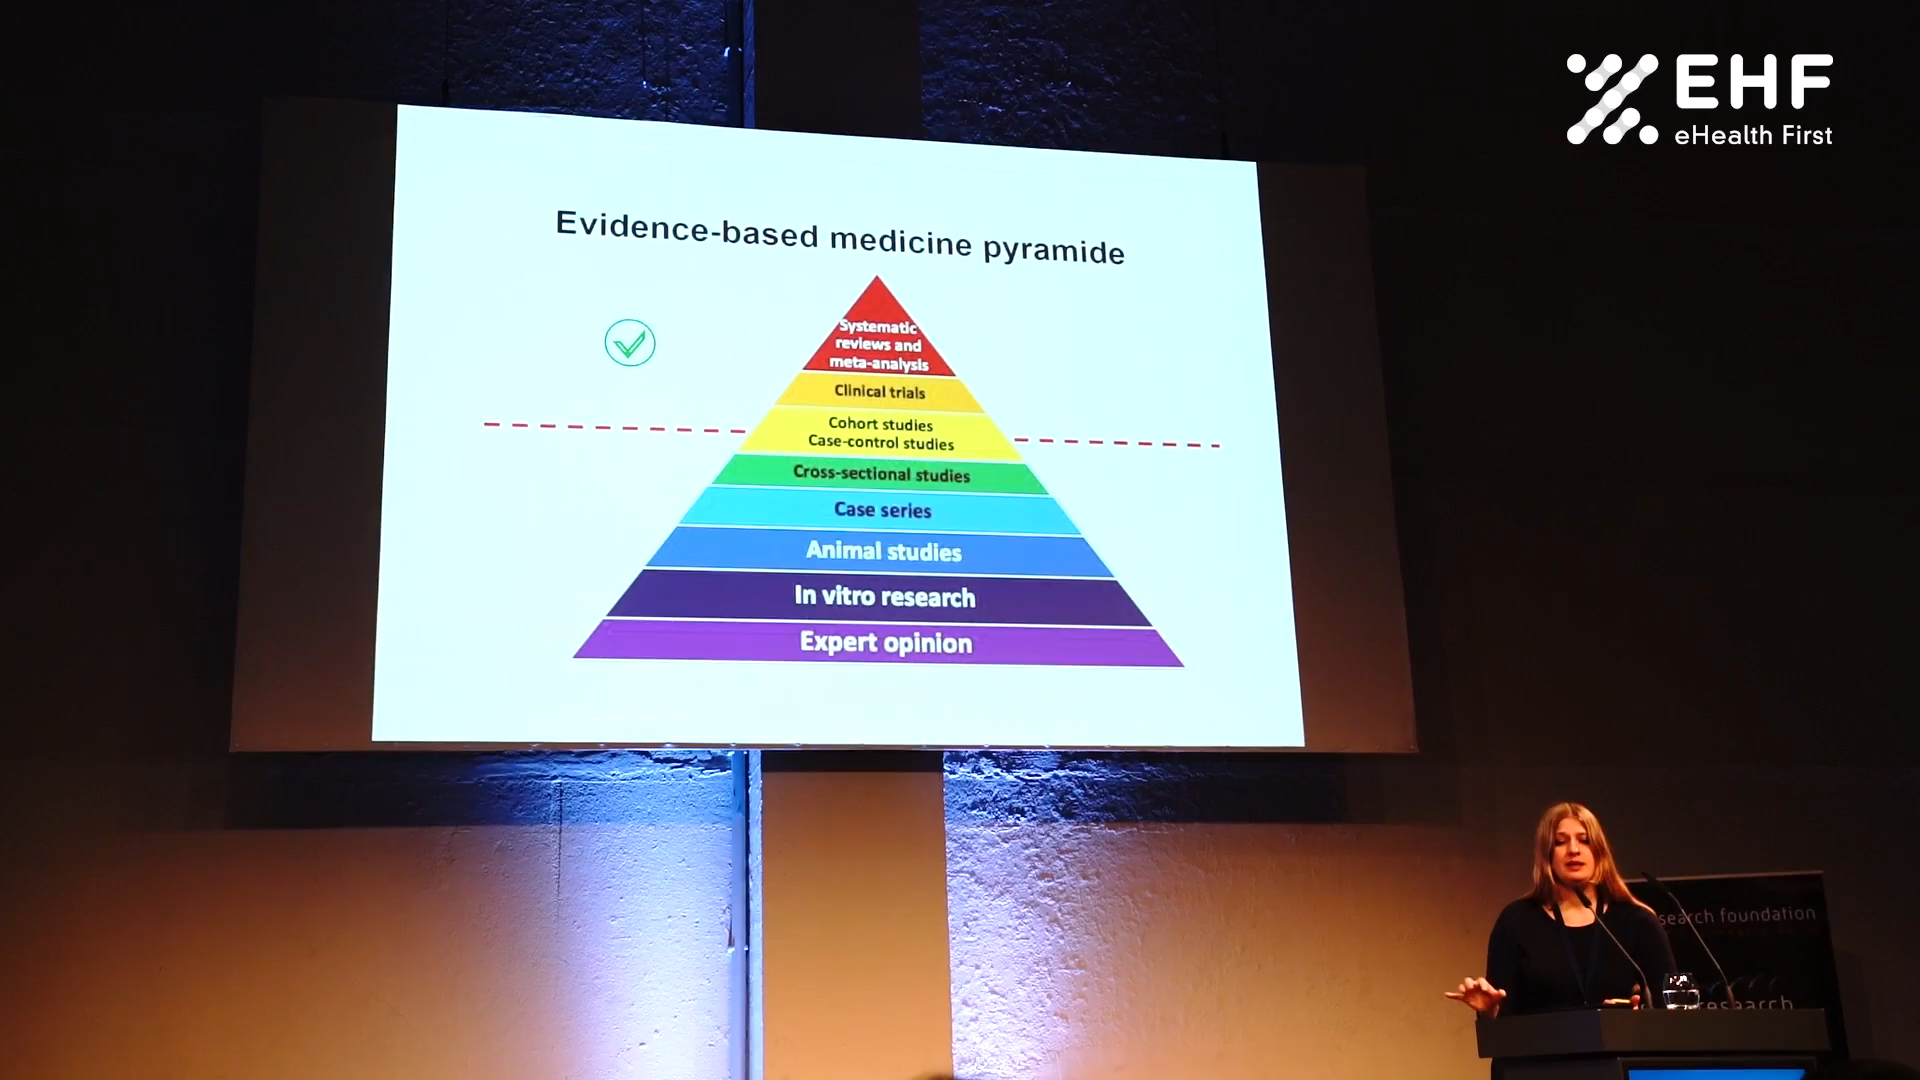 EHF
eHealth First
Evidence-based medicine pyramide
Systematic
reviews and
meta-analysis
Clinical trials
Cohort studies
Case-control studies
Cross-sectional studies
Case series
Animal studies
In vitro research
Expert opinion
search foundation
research